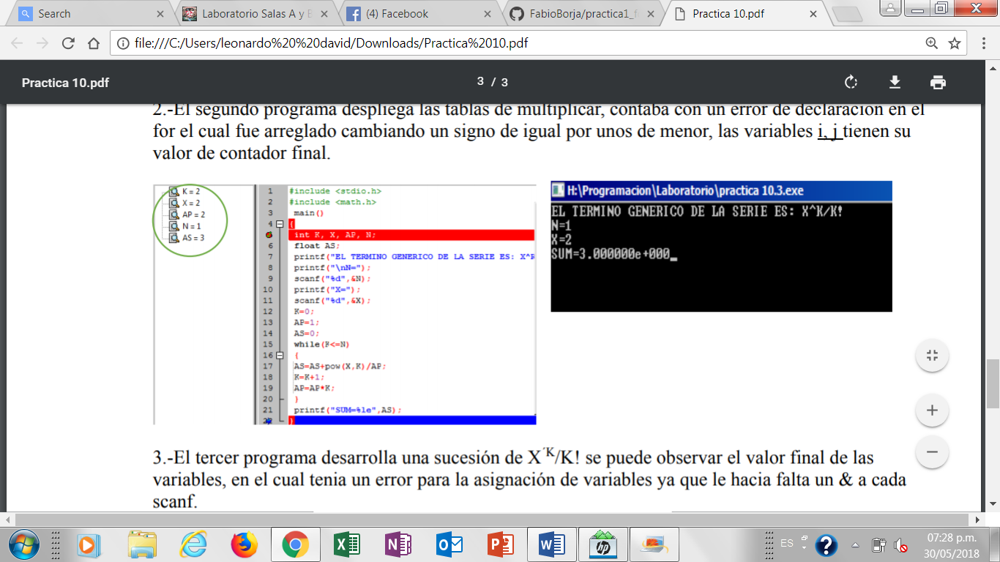 Search
Laboratorio Salas A y B
(4) Facebook
FabioBorja/practica1_f
Practica 10.pdf
file:///C:/Users/leonardo%20%20david/Downloads/Practica%2010.pdf
Practica 10.pdf
3 / 3
2.-El segundo programa despliega las tablas de multiplicar, contaba con un error de declaracion en el
for el cual fue arreglado cambiando un signo de igual por unos de menor, las variables i, j tienen su
valor de contador final.
K = 2
X = 2
AP = 2
N = 1
AS = 3
1 #include <stdio.h>
2 #include <math.h>
3 main()
4 {
int K, X, AP, N;
6 float AS;
7 printf("EL TERMINO GENERICO DE LA SERIE ES: X^K
8 printf("\nN=");
9 scanf("%d",&N);
10 printf("X=");
11 scanf("%d",&X);
12 K=0;
13 AP=1;
14 AS=0;
15 while(K<=N)
16 {
17 AS=AS+pow(X,K)/AP;
18 K=K+1;
19 AP=AP*K;
20 }
21 printf("SUM=%le",AS);
}
H:\Programacion\Laboratorio\practica 10.3.exe
EL TERMINO GENERICO DE LA SERIE ES: X^K/K!
N=1
X=2
SUM=3.000000e+000_
3.-El tercer programa desarrolla una sucesión de X´K/K! se puede observar el valor final de las
variables, en el cual tenia un error para la asignación de variables ya que le hacia falta un & a cada
scanf.
ES
07:28 p.m.
30/05/2018